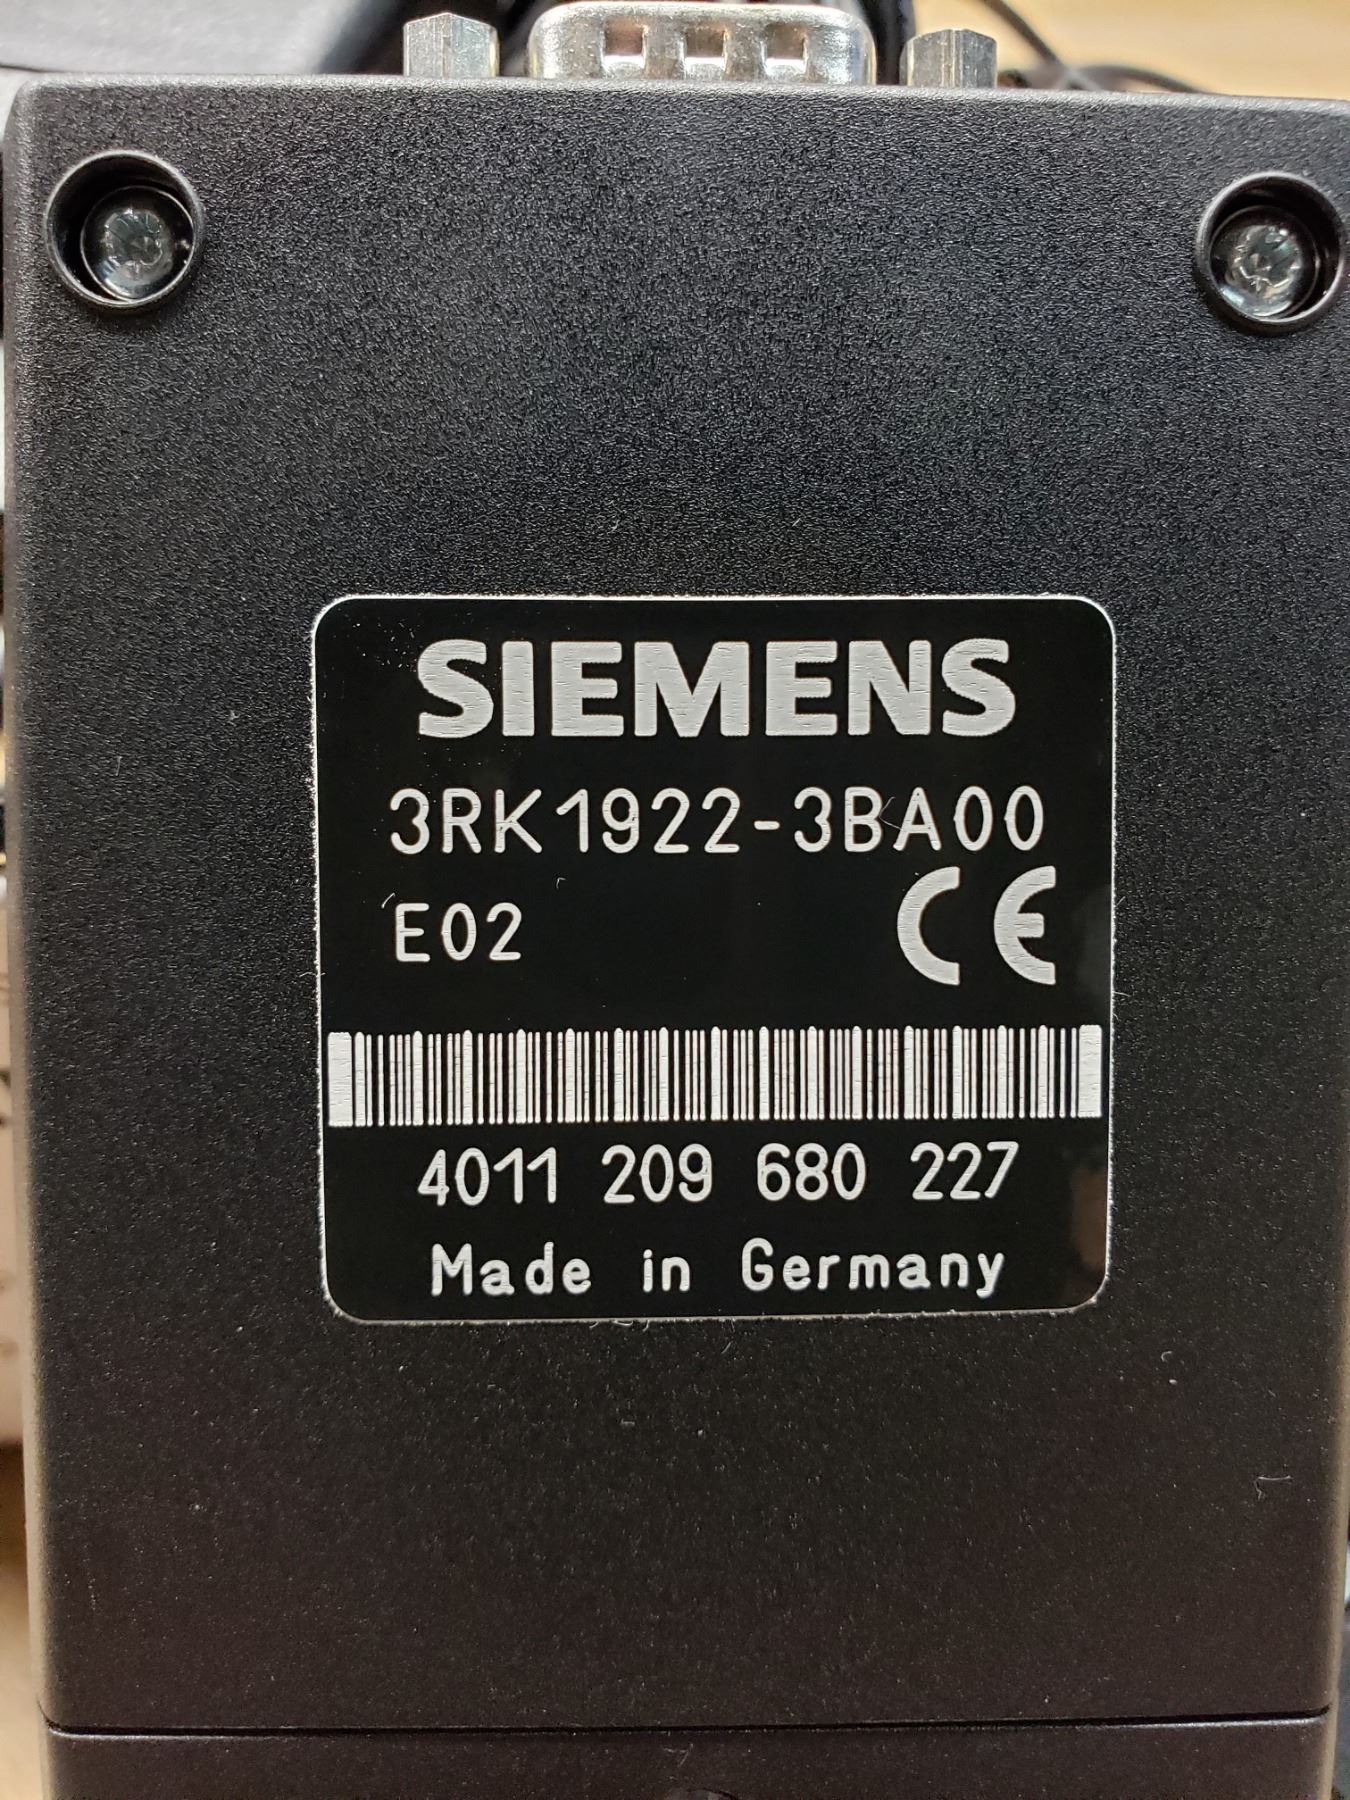 SIEMENS
3RK1922-3BA00
E02 CE
4011 209 680 227
Made in Germany